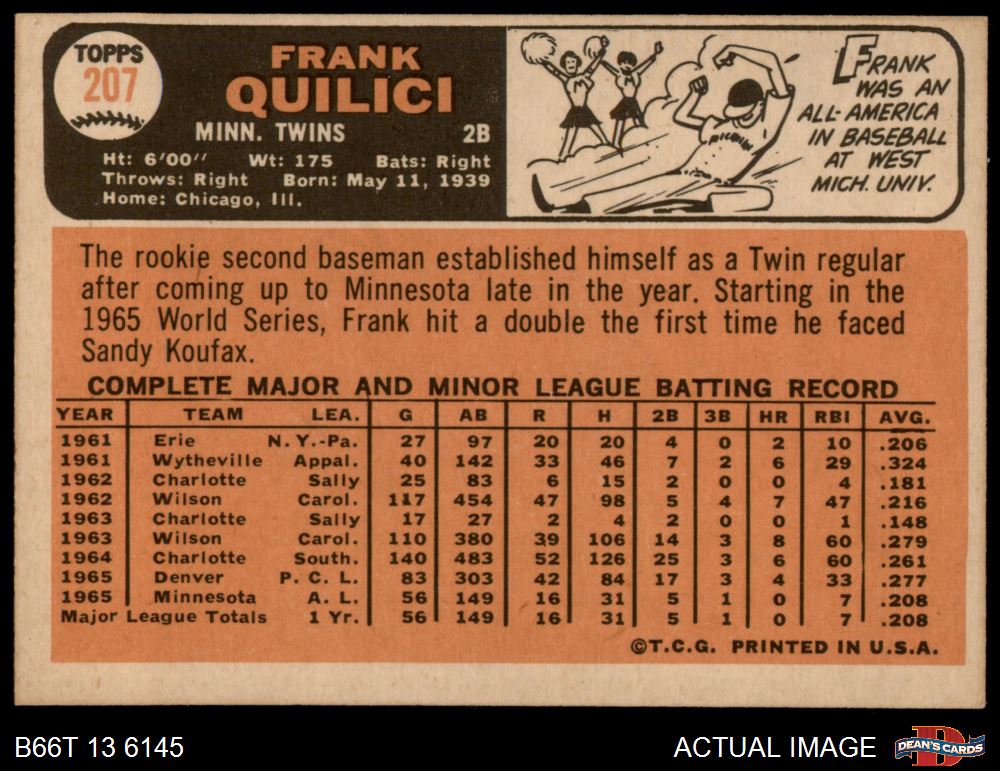 TOPPS
207
FRANK
QUILICI
MINN. TWINS 2B
Ht: 6'00" Wt: 175 Bats: Right
Throws: Right Born: May 11, 1939
Home: Chicago, Ill.
FRANK
WAS AN
ALL-AMERICA
IN BASEBALL
AT WEST
MICH. UNIV.
The rookie second baseman established himself as a Twin regular
after coming up to Minnesota late in the year. Starting in the
1965 World Series, Frank hit a double the first time he faced
Sandy Koufax.
COMPLETE MAJOR AND MINOR LEAGUE BATTING RECORD
YEAR TEAM LEA. G AB R H 2B 3B HR RBI AVG.
1961 Erie N.Y.-Pa. 27 97 20 20 4 0 2 10 .206
1961 Wytheville Appal. 40 142 33 46 7 2 6 29 .324
1962 Charlotte Sally 25 83 6 15 2 0 0 4 .181
1962 Wilson Carol. 117 454 47 98 5 4 7 47 .216
1963 Charlotte Sally 17 27 2 4 2 0 0 1 .148
1963 Wilson Carol. 110 380 39 106 14 3 8 60 .279
1964 Charlotte South. 140 483 52 126 25 3 6 60 .261
1965 Denver P.C.L. 83 303 42 84 17 3 4 33 .277
1965 Minnesota A.L. 56 149 16 31 5 1 0 7 .208
Major League Totals 1 Yr. 56 149 16 31 5 1 0 7 .208
©T.C.G. PRINTED IN U.S.A.
B66T 13 6145 ACTUAL IMAGE DEAN'S CARDS